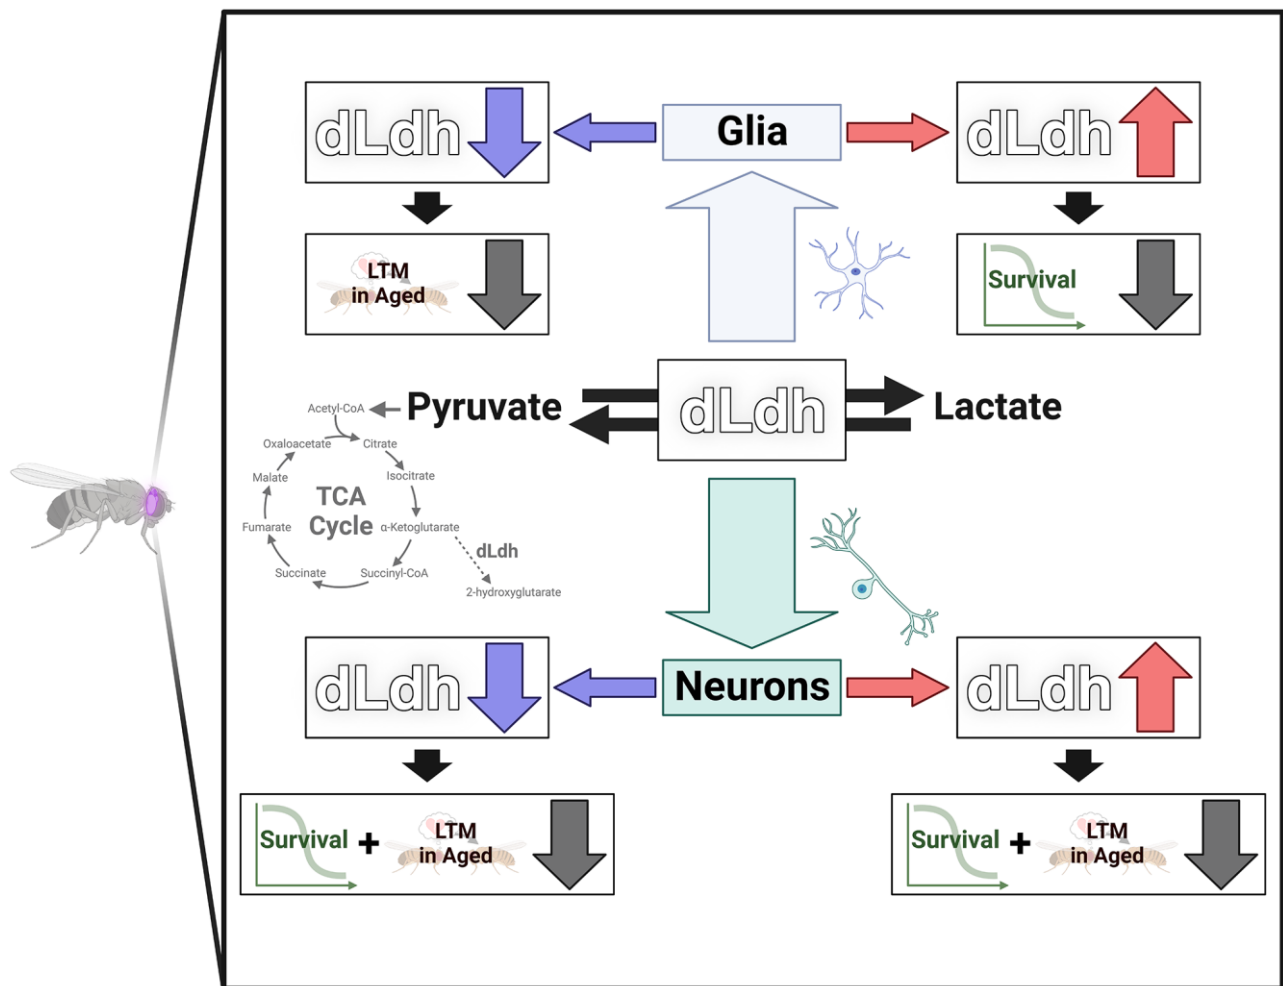 dLdh
Glia
dLdh
LTM
in Aged
Survival
Pyruvate
dLdh
Lactate
Acetyl-CoA
Oxaloacetate
Citrate
Malate
Isocitrate
TCA
Cycle
Fumarate
α-Ketoglutarate
dLdh
Succinate
Succinyl-CoA
2-hydroxyglutarate
dLdh
Neurons
dLdh
Survival + LTM
in Aged
Survival + LTM
in Aged